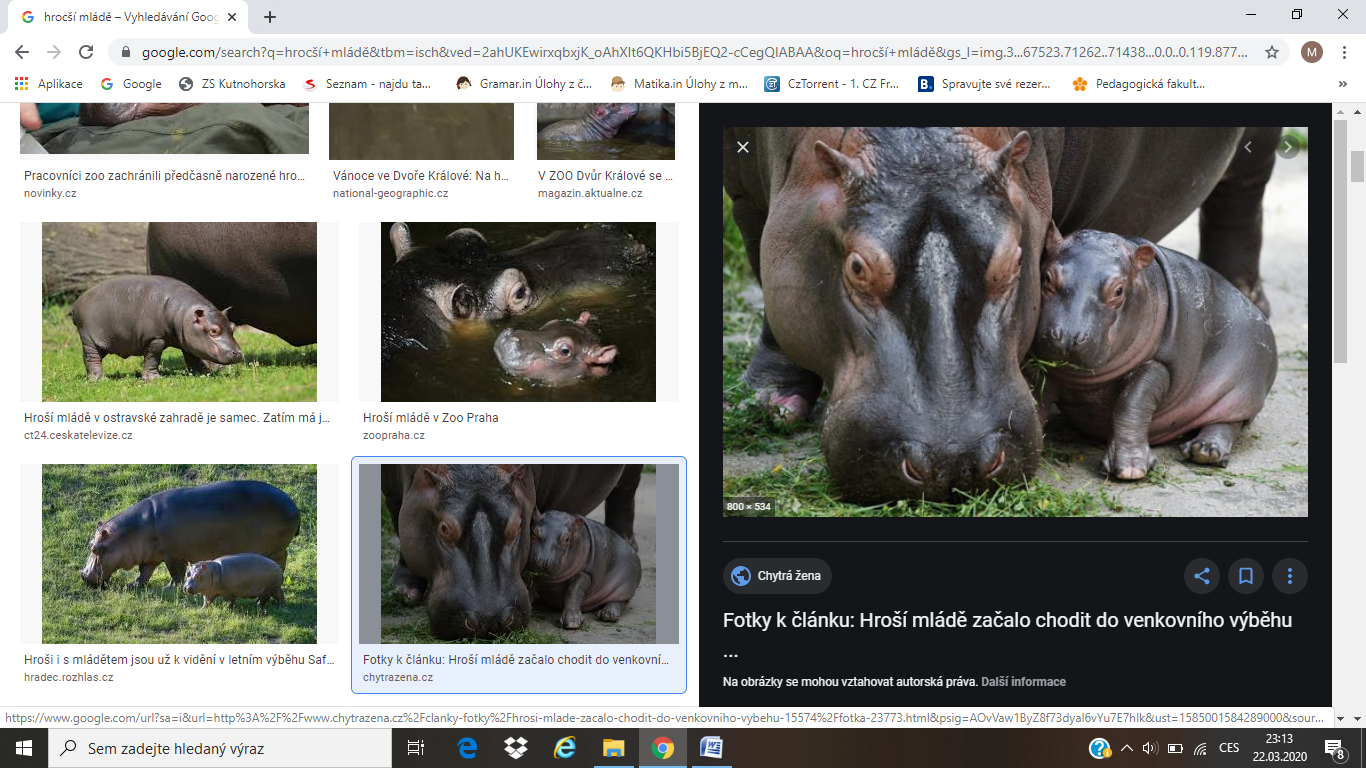 hrocší mládě – Vyhledávání Goog
google.com/search?q=hrocší+mládě&tbm=isch&ved=2ahUKEwirxqbxjK_oAhXIt6QKHbi5BjEQ2-cCegQIABAA&oq=hrocší+mládě&gs_l=img.3...67523.71262..71438...0.0..0.119.877...
M
Aplikace
Google
ZS Kutnohorska
Seznam - najdu ta...
Gramar.in Úlohy z č...
Matika.in Úlohy z m...
CzTorrent - 1. CZ Fr...
Spravujte své rezer...
Pedagogická fakult...
Pracovníci zoo zachránili předčasně narozené hro...
novinky.cz
Vánoce ve Dvoře Králové: Na h...
national-geographic.cz
V ZOO Dvůr Králové se ...
magazin.aktualne.cz
Hroší mládě v ostravské zahradě je samec. Zatím má j...
ct24.ceskatelevize.cz
Hroší mládě v Zoo Praha
zoopraha.cz
Hroši i s mládětem jsou už k vidění v letním výběhu Saf...
hradec.rozhlas.cz
Fotky k článku: Hroší mládě začalo chodit do venkovní...
chytrazena.cz
800 × 534
Chytrá žena
Fotky k článku: Hroší mládě začalo chodit do venkovního výběhu
...
Na obrázky se mohou vztahovat autorská práva. Další informace
https://www.google.com/url?sa=i&url=http%3A%2F%2Fwww.chytrazena.cz%2Fclanky-fotky%2Fhrosi-mlade-zacalo-chodit-do-venkovniho-vybehu-15574%2Ffotka-23773.html&psig=AOvVaw1ByZ8f73dyal6vYu7E7hIk&ust=1585001584289000&sour...
Sem zadejte hledaný výraz
CES
23:13
22.03.2020
8